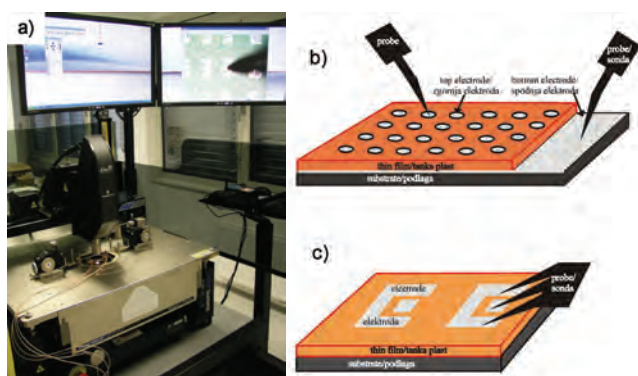 a)
b)
probe
probe/
sonda
top electrode/
zgornja elektroda
bottom electrode/
spodnja elektroda
thin film/tanka plast
substrate/podlaga
c)
electrode
elektroda
probe/
sonda
thin film/tanka plast
substrate/podlaga